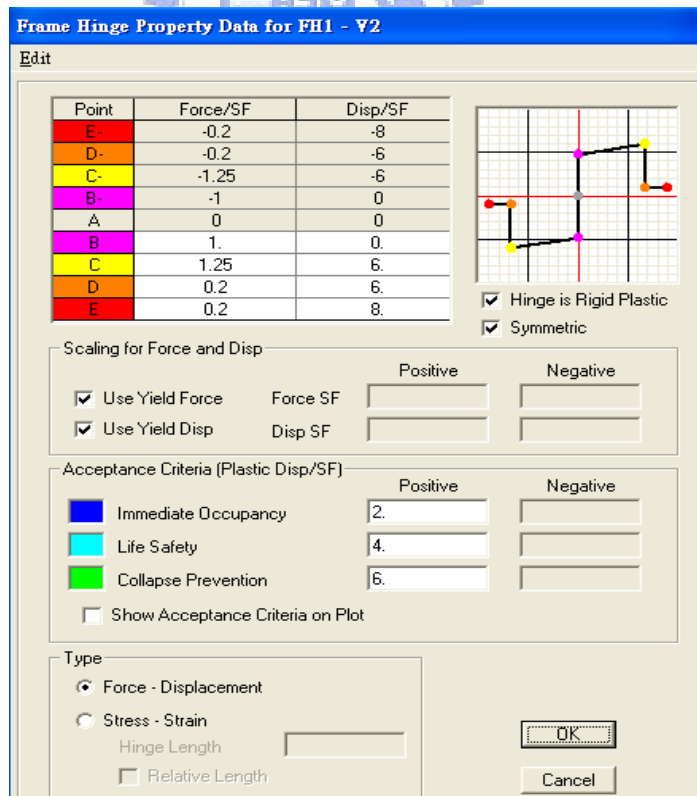 Frame Hinge Property Data for FH1 - V2
Edit
Point Force/SF Disp/SF
E- -0.2 -8
D- -0.2 -6
C- -1.25 -6
B- -1 0
A 0 0
B 1. 0.
C 1.25 6.
D 0.2 6.
E 0.2 8.
Hinge is Rigid Plastic
Symmetric
Scaling for Force and Disp
Positive Negative
Use Yield Force Force SF
Use Yield Disp Disp SF
Acceptance Criteria (Plastic Disp/SF)
Positive Negative
Immediate Occupancy 2.
Life Safety 4.
Collapse Prevention 6.
Show Acceptance Criteria on Plot
Type
Force - Displacement
Stress - Strain
Hinge Length
Relative Length
OK
Cancel